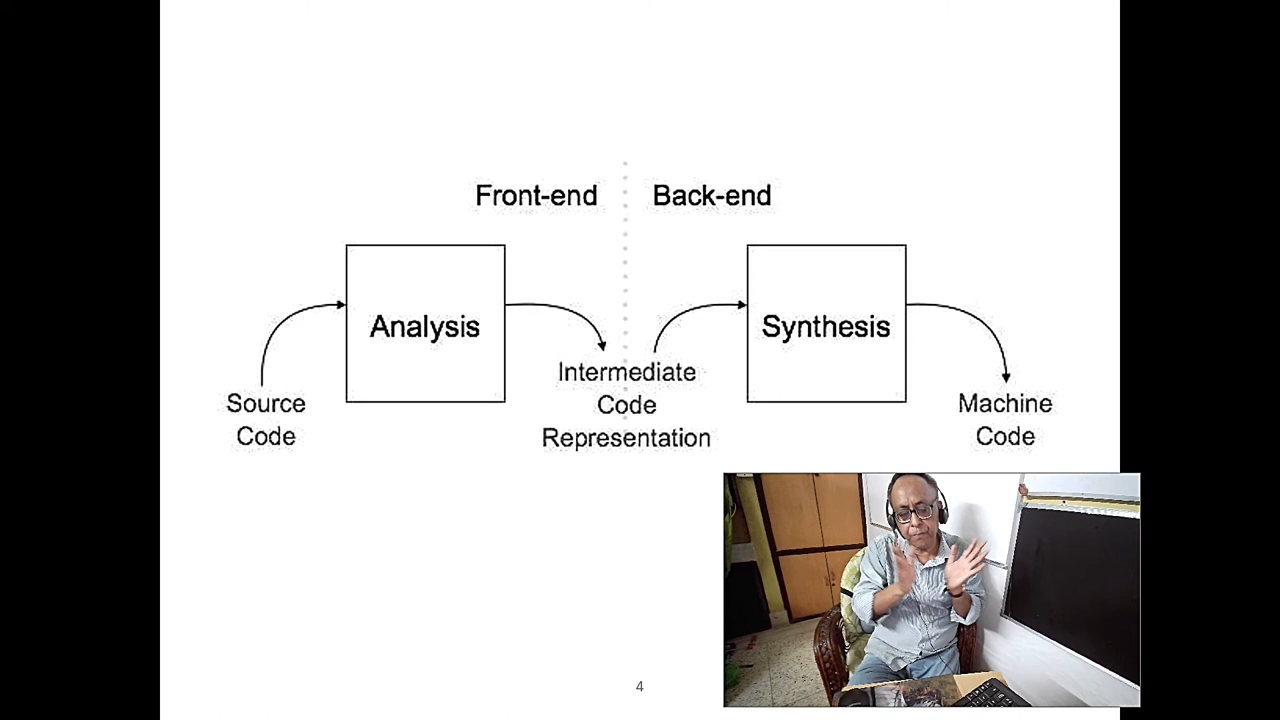 Front-end
Back-end
Analysis
Synthesis
Source
Code
Intermediate
Code
Representation
Machine
Code
4